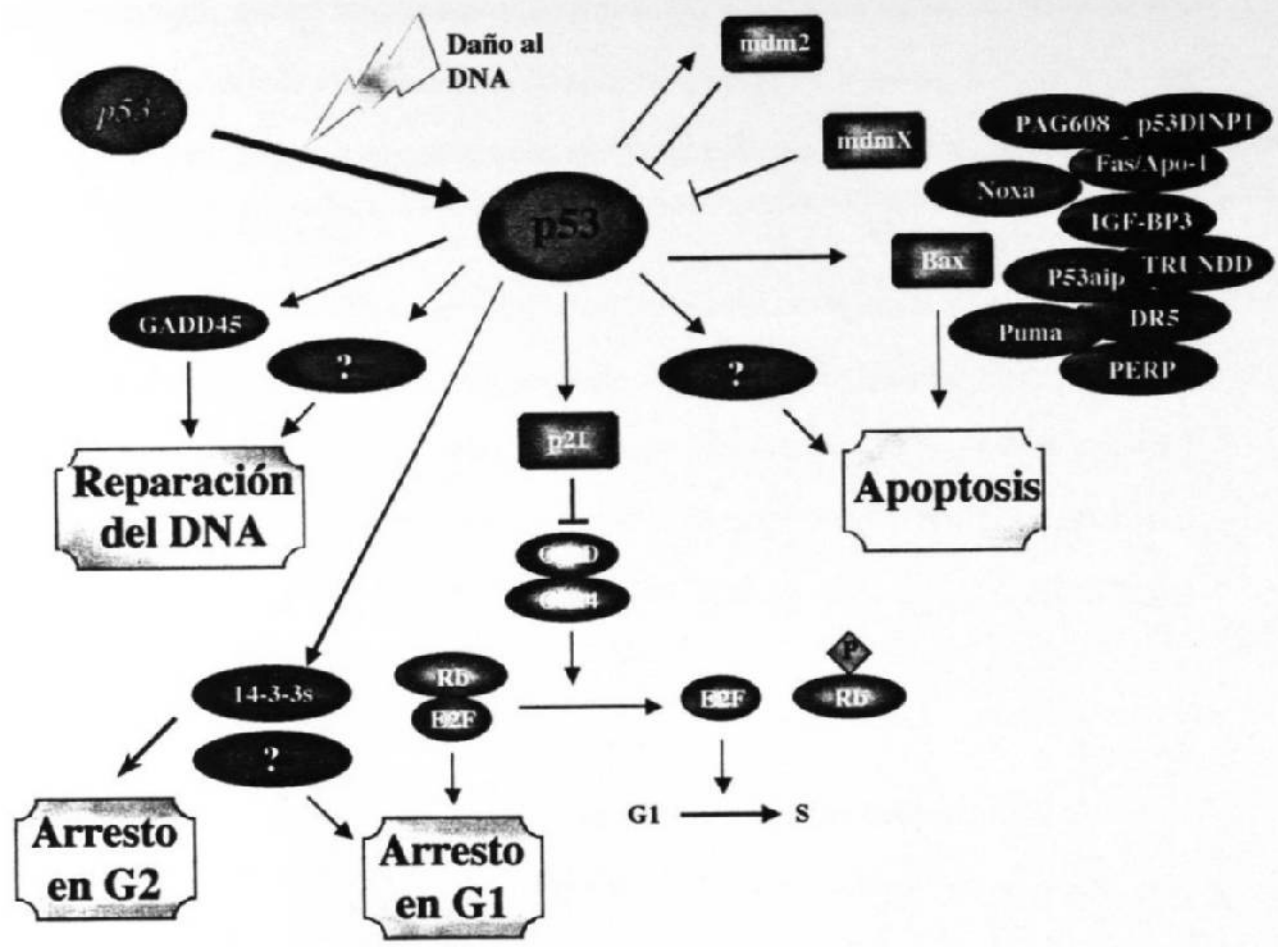 Daño al
DNA
mdm2
p53
mdmX
PAG608
p53DINP1
Fas/Apo-1
Noxa
p53
IGF-BP3
Bax
TRUNDD
P53aip
GADD45
DR5
Puma
?
?
PERP
p21
Reparación
del DNA
Apoptosis
P
14-3-3s
Rb
E2F
E2F
Rb
?
G1
S
Arresto
en G2
Arresto
en G1